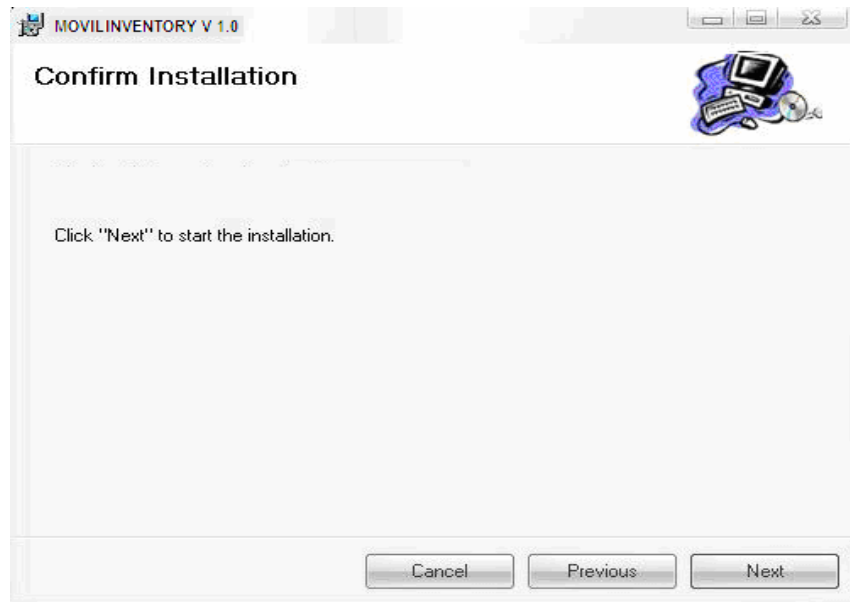 MOVILINVENTORY V 1.0
Confirm Installation
Click "Next" to start the installation.
Cancel
Previous
Next